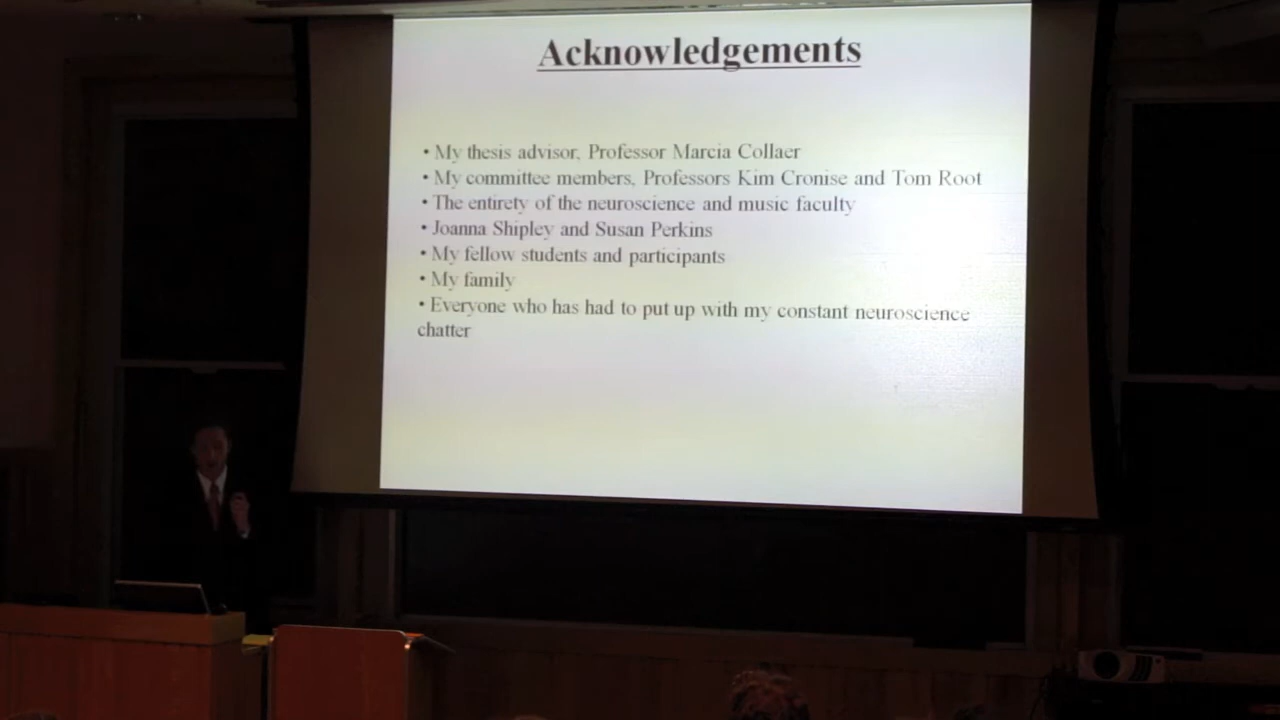 Acknowledgements
• My thesis advisor, Professor Marcia Collaer
• My committee members, Professors Kim Cronise and Tom Root
• The entirety of the neuroscience and music faculty
• Joanna Shipley and Susan Perkins
• My fellow students and participants
• My family
• Everyone who has had to put up with my constant neuroscience
chatter